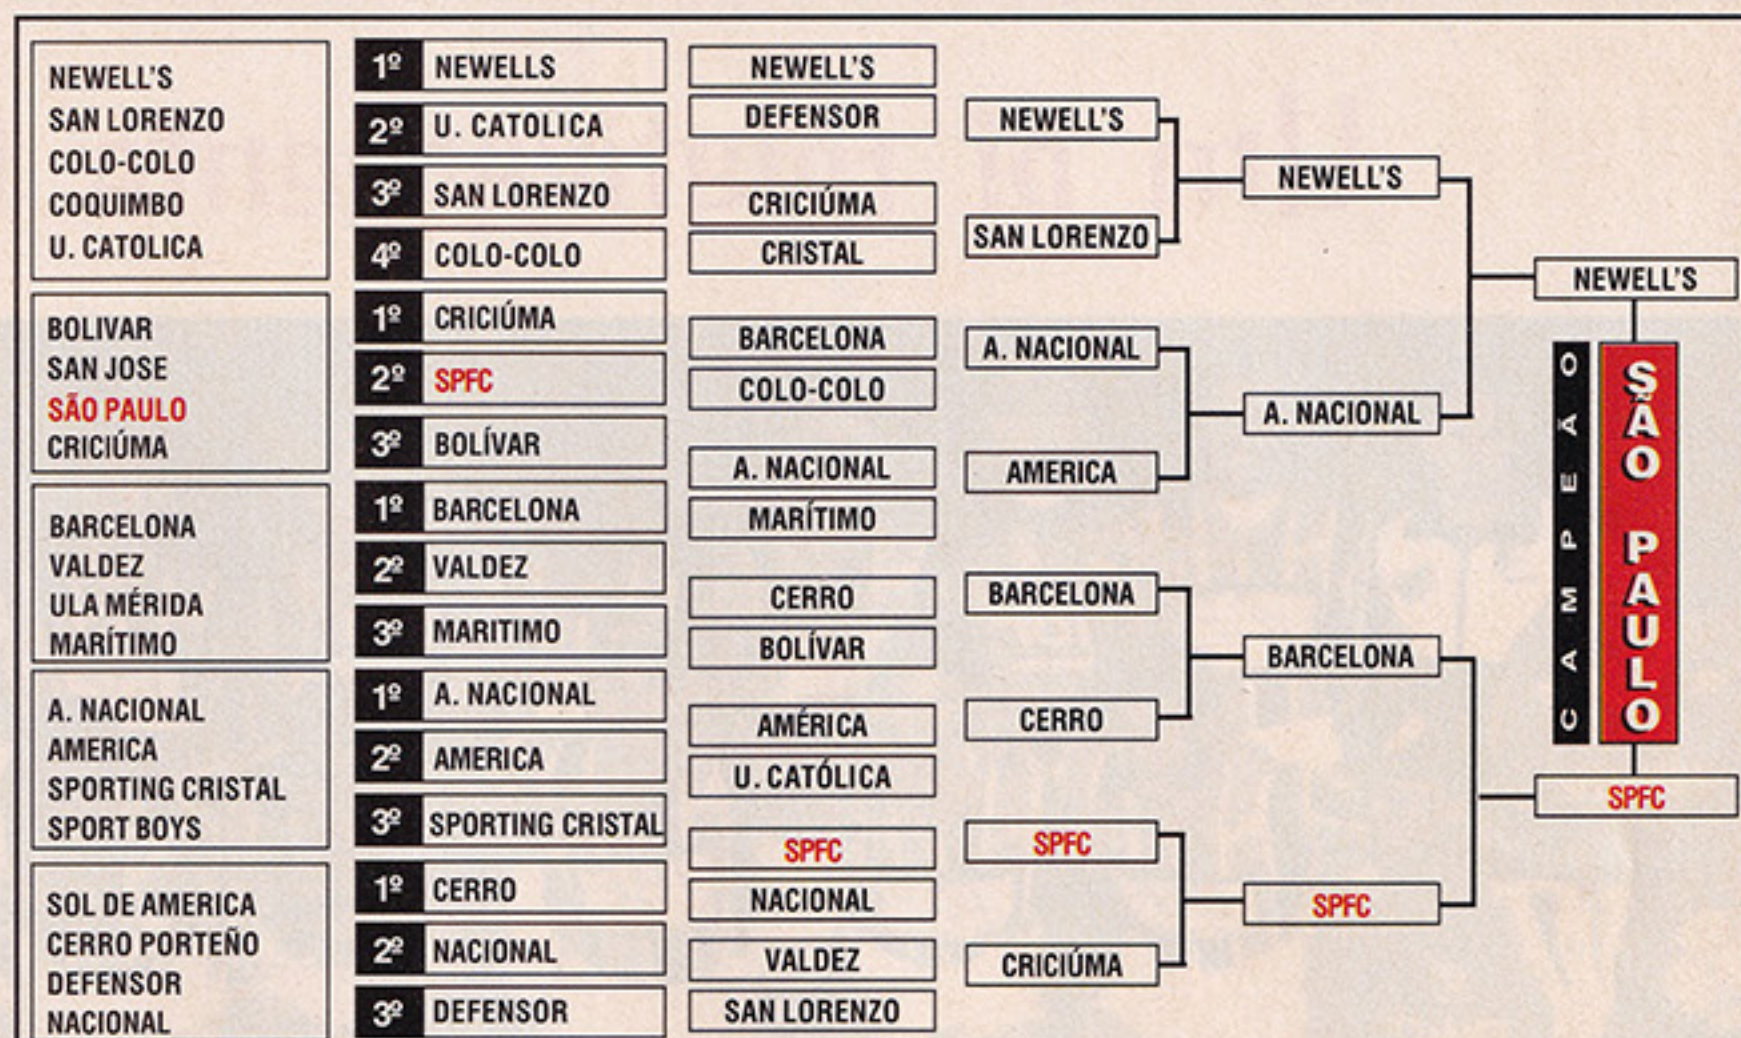 NEWELL'S
SAN LORENZO
COLO-COLO
COQUIMBO
U. CATOLICA
BOLIVAR
SAN JOSE
SÃO PAULO
CRICIÚMA
BARCELONA
VALDEZ
ULA MÉRIDA
MARÍTIMO
A. NACIONAL
AMERICA
SPORTING CRISTAL
SPORT BOYS
SOL DE AMERICA
CERRO PORTEÑO
DEFENSOR
NACIONAL
1º NEWELLS
2º U. CATOLICA
3º SAN LORENZO
4º COLO-COLO
1º CRICIÚMA
2º SPFC
3º BOLÍVAR
1º BARCELONA
2º VALDEZ
3º MARITIMO
1º A. NACIONAL
2º AMERICA
3º SPORTING CRISTAL
1º CERRO
2º NACIONAL
3º DEFENSOR
NEWELL'S
DEFENSOR
CRICIÚMA
CRISTAL
BARCELONA
COLO-COLO
A. NACIONAL
MARÍTIMO
CERRO
BOLÍVAR
AMÉRICA
U. CATÓLICA
SPFC
NACIONAL
VALDEZ
SAN LORENZO
NEWELL'S
SAN LORENZO
A. NACIONAL
AMERICA
BARCELONA
CERRO
SPFC
CRICIÚMA
NEWELL'S
A. NACIONAL
BARCELONA
SPFC
NEWELL'S
CAMPEÃO
SÃO PAULO
SPFC